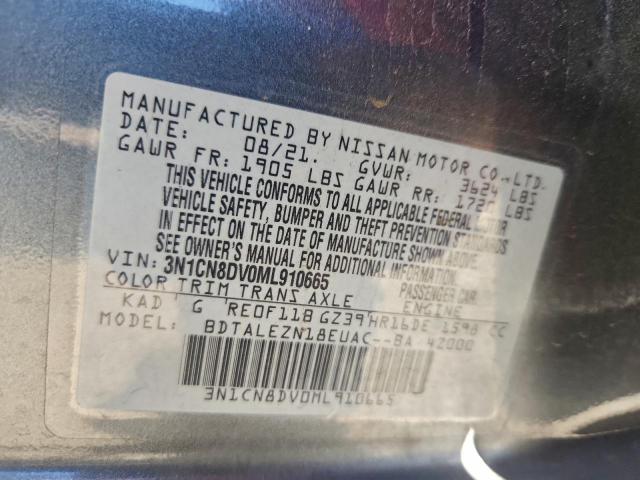 MANUFACTURED BY NISSAN MOTOR CO., LTD.
DATE: 08/21. GVWR: 3624 LBS
GAWR FR: 1905 LBS GAWR RR: 1720 LBS
THIS VEHICLE CONFORMS TO ALL APPLICABLE FEDERAL MOTOR
VEHICLE SAFETY, BUMPER AND THEFT PREVENTION STANDARDS
IN EFFECT ON THE DATE OF MANUFACTURE SHOWN ABOVE.
SEE OWNER'S MANUAL FOR ADDITIONAL INFORMATION.
VIN: 3N1CN8DV0ML910665 PASSENGER CAR
COLOR TRIM TRANS AXLE ENGINE
KAD G RE0F11B GZ39 HR16DE 1598 CC
MODEL: BDTALEZN18EUAC--BA 42000
3N1CN8DV0ML910665